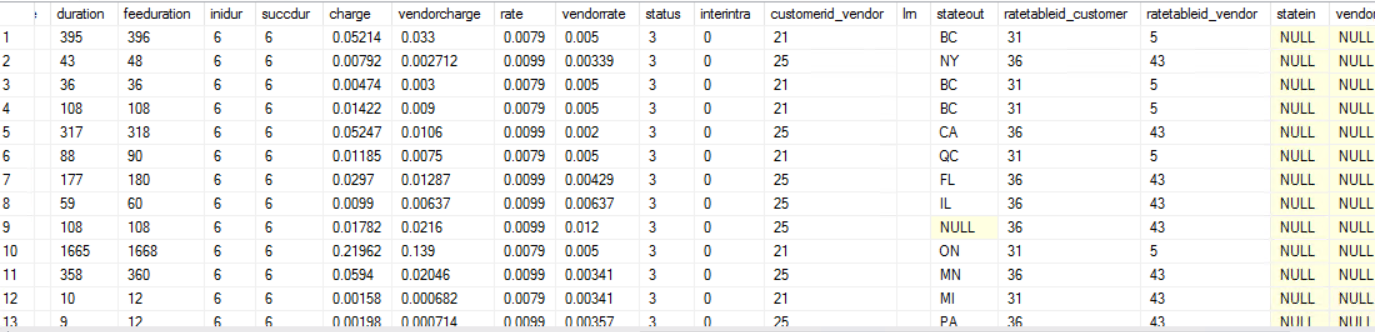 duration feeduration inidur succdur charge vendorcharge rate vendorrate status interintra customerid_vendor lrn stateout ratetableid_customer ratetableid_vendor statein vendor
1 395 396 6 6 0.05214 0.033 0.0079 0.005 3 0 21 BC 31 5 NULL NULL
2 43 48 6 6 0.00792 0.002712 0.0099 0.00339 3 0 25 NY 36 43 NULL NULL
3 36 36 6 6 0.00474 0.003 0.0079 0.005 3 0 21 BC 31 5 NULL NULL
4 108 108 6 6 0.01422 0.009 0.0079 0.005 3 0 21 BC 31 5 NULL NULL
5 317 318 6 6 0.05247 0.0106 0.0099 0.002 3 0 25 CA 36 43 NULL NULL
6 88 90 6 6 0.01185 0.0075 0.0079 0.005 3 0 21 QC 31 5 NULL NULL
7 177 180 6 6 0.0297 0.01287 0.0099 0.00429 3 0 25 FL 36 43 NULL NULL
8 59 60 6 6 0.0099 0.00637 0.0099 0.00637 3 0 25 IL 36 43 NULL NULL
9 108 108 6 6 0.01782 0.0216 0.0099 0.012 3 0 25 NULL 36 43 NULL NULL
10 1665 1668 6 6 0.21962 0.139 0.0079 0.005 3 0 21 ON 31 5 NULL NULL
11 358 360 6 6 0.0594 0.02046 0.0099 0.00341 3 0 25 MN 36 43 NULL NULL
12 10 12 6 6 0.00158 0.000682 0.0079 0.00341 3 0 21 MI 31 43 NULL NULL
13 9 12 6 6 0.00198 0.000714 0.0099 0.00357 3 0 25 PA 36 43 NULL NULL